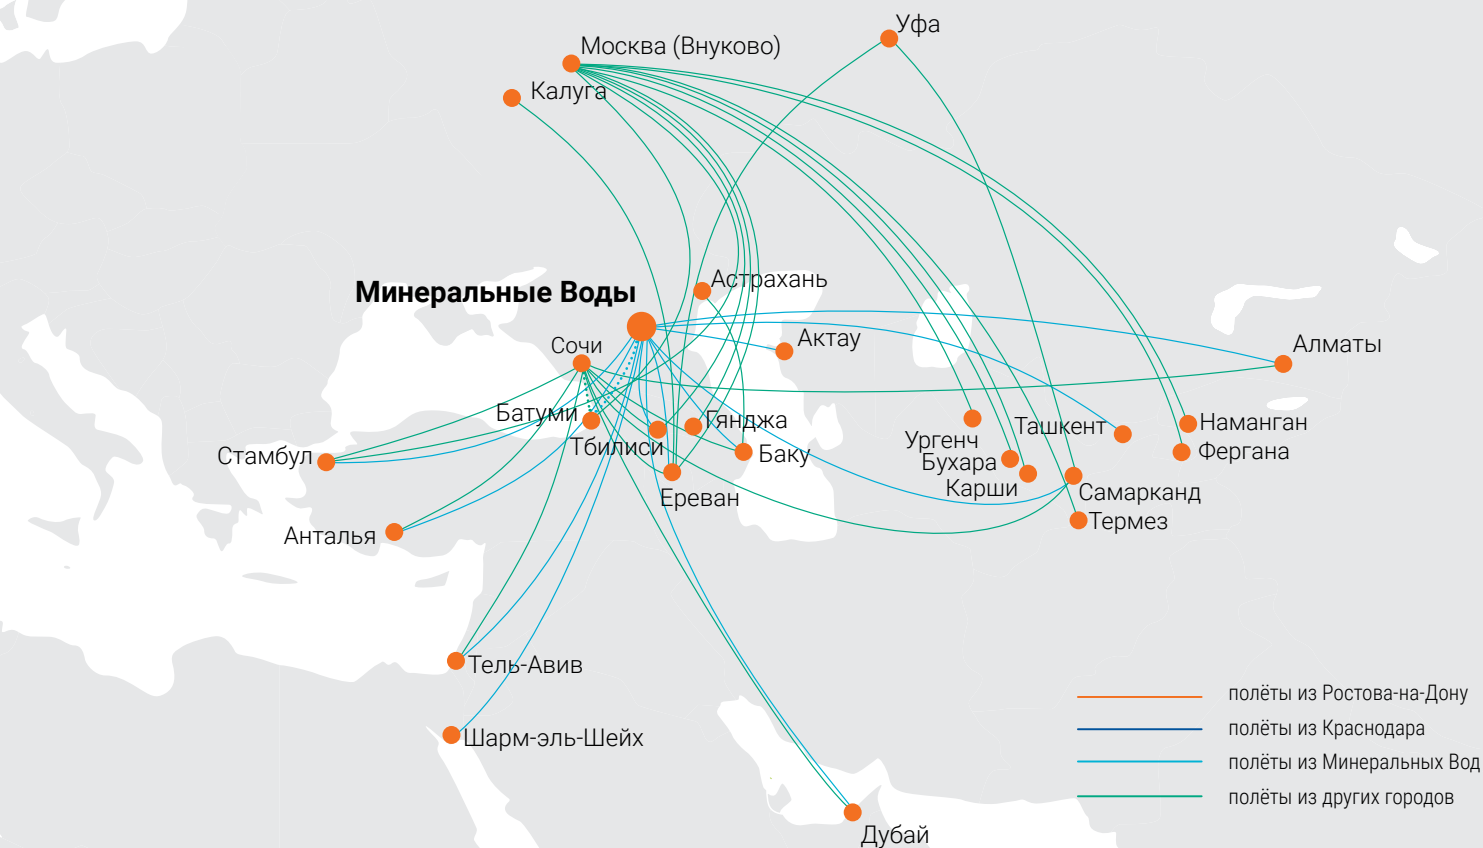 Уфа
Москва (Внуково)
Калуга
Астрахань
Минеральные Воды
Актау
Сочи
Алматы
Батуми
Гянджа
Ташкент
Наманган
Тбилиси
Ургенч
Фергана
Стамбул
Баку
Бухара
Карши
Самарканд
Ереван
Термез
Анталья
Тель-Авив
Шарм-эль-Шейх
Дубай
полёты из Ростова-на-Дону
полёты из Краснодара
полёты из Минеральных Вод
полёты из других городов